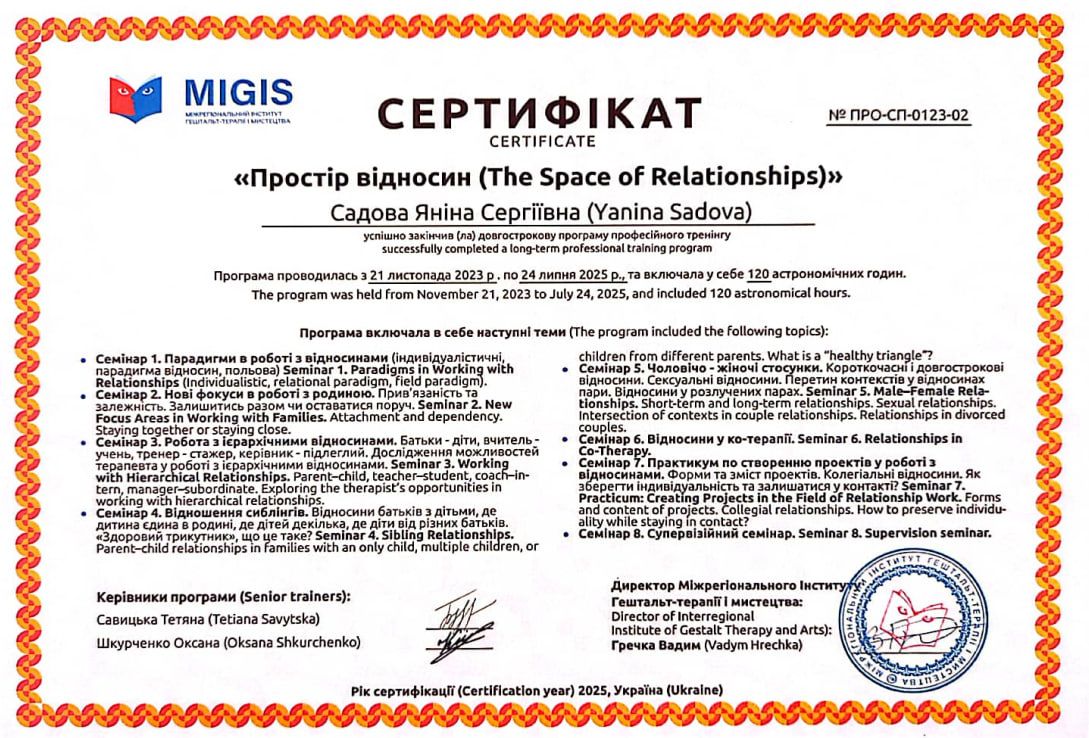 MIGIS
МІЖРЕГІОНАЛЬНИЙ ІНСТИТУТ
ГЕШТАЛЬТ-ТЕРАПІЇ І МИСТЕЦТВА
СЕРТИФІКАТ
CERTIFICATE
№ ПРО-СП-0123-02
«Простір відносин (The Space of Relationships)»
Садова Яніна Сергіївна (Yanina Sadova)
успішно закінчив (ла) довгострокову програму професійного тренінгу
successfully completed a long-term professional training program
Програма проводилась з 21 листопада 2023 р . по 24 липня 2025 р., та включала у себе 120 астрономічних годин.
The program was held from November 21, 2023 to July 24, 2025, and included 120 astronomical hours.
Програма включала в себе наступні теми (The program included the following topics):
• Семінар 1. Парадигми в роботі з відносинами (індивідуалістичні,
парадигма відносин, польова) Seminar 1. Paradigms in Working with
Relationships (Individualistic, relational paradigm, field paradigm).
• Семінар 2. Нові фокуси в роботі з родиною. Прив'язаність та
залежність. Залишитись разом чи оставатися поруч. Seminar 2. New
Focus Areas in Working with Families. Attachment and dependency.
Staying together or staying close.
• Семінар 3. Робота з ієрархічними відносинами. Батьки - діти, вчитель -
учень, тренер - стажер, керівник - підлеглий. Дослідження можливостей
терапевта у роботі з ієрархічними відносинами. Seminar 3. Working
with Hierarchical Relationships. Parent–child, teacher–student, coach–in-
tern, manager–subordinate. Exploring the therapist's opportunities in
working with hierarchical relationships.
• Семінар 4. Відношення сиблінгів. Відносини батьків з дітьми, де
дитина єдина в родині, де дітей декілька, де діти від різних батьків.
«Здоровий трикутник», що це таке? Seminar 4. Sibling Relationships.
Parent–child relationships in families with an only child, multiple children, or
children from different parents. What is a “healthy triangle”?
• Семінар 5. Чоловічо - жіночі стосунки. Короткочасні і довгострокові
відносини. Сексуальні відносини. Перетин контекстів у відносинах
пари. Відносини у розлучених парах. Seminar 5. Male–Female Rela-
tionships. Short-term and long-term relationships. Sexual relationships.
Intersection of contexts in couple relationships. Relationships in divorced
couples.
• Семінар 6. Відносини у ко-терапії. Seminar 6. Relationships in
Co-Therapy.
• Семінар 7. Практикум по створенню проектів у роботі з
відносинами. Форми та зміст проектів. Колегіальні відносини. Як
зберегти індивідуальність та залишитися у контакті? Seminar 7.
Practicum: Creating Projects in the Field of Relationship Work. Forms
and content of projects. Collegial relationships. How to preserve individu-
ality while staying in contact?
• Семінар 8. Супервізійний семінар. Seminar 8. Supervision seminar.
Керівники програми (Senior trainers):
Савицька Тетяна (Tetiana Savytska)
Шкурченко Оксана (Oksana Shkurchenko)
Директор Міжрегіонального Інституту
Гештальт-терапії і мистецтва:
Director of Interregional
Institute of Gestalt Therapy and Arts):
Гречка Вадим (Vadym Hrechka)
МІЖРЕГІОНАЛЬНИЙ ІНСТИТУТ ГЕШТАЛЬТ-ТЕРАПІЇ І МИСТЕЦТВА ©
Рік сертифікації (Certification year) 2025, Україна (Ukraine)